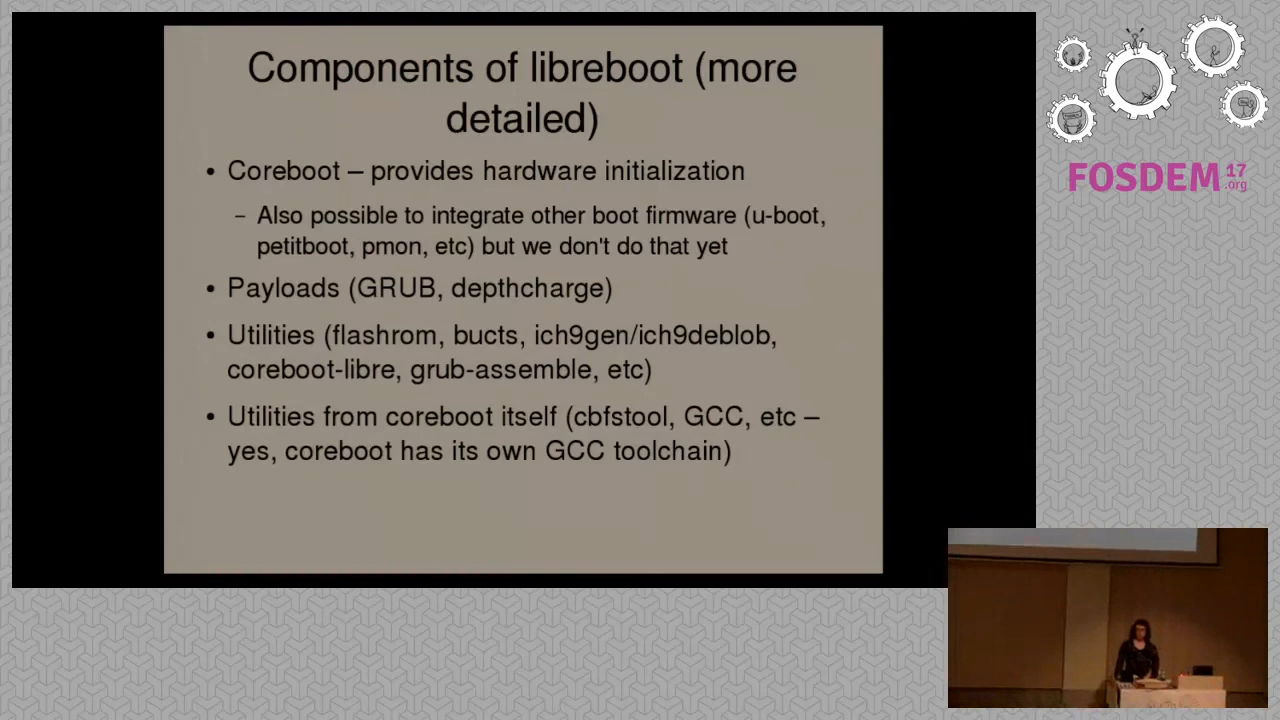 Components of libreboot (more
detailed)
• Coreboot – provides hardware initialization
– Also possible to integrate other boot firmware (u-boot,
petitboot, pmon, etc) but we don't do that yet
• Payloads (GRUB, depthcharge)
• Utilities (flashrom, bucts, ich9gen/ich9deblob,
coreboot-libre, grub-assemble, etc)
• Utilities from coreboot itself (cbfstool, GCC, etc –
yes, coreboot has its own GCC toolchain)
FOSDEM 17
.org